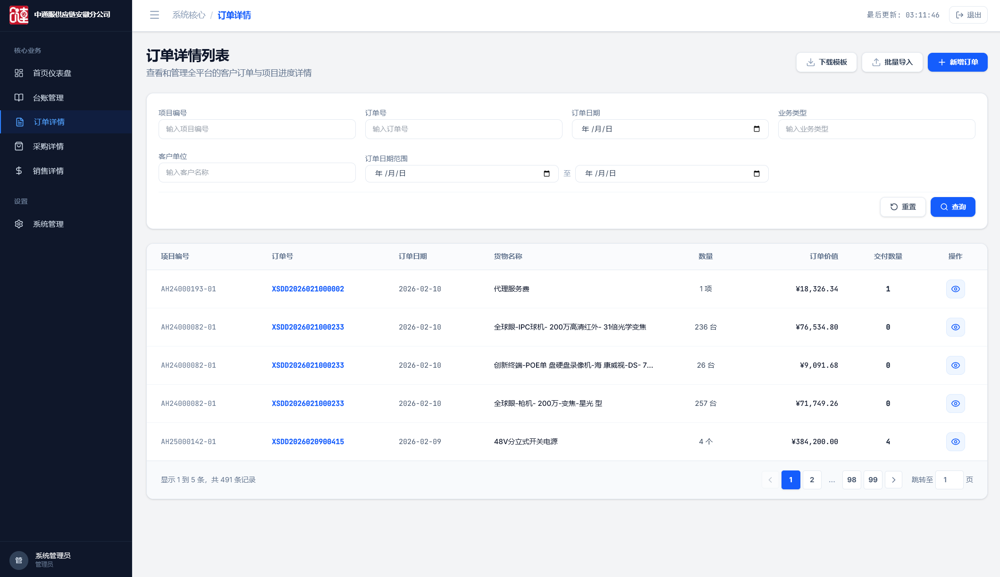 中通服供应链安徽分公司
核心业务
首页仪表盘
台账管理
订单详情
采购详情
销售详情
设置
系统管理
管
系统管理员
管理员
系统核心 / 订单详情
最后更新: 03:11:46
退出
订单详情列表
查看和管理全平台的客户订单与项目进度详情
下载模板
批量导入
新增订单
项目编号 订单号 订单日期 业务类型
输入项目编号 输入订单号 年 /月/日 输入业务类型
客户单位 订单日期范围
输入客户名称 年 /月/日 至 年 /月/日
重置 查询
项目编号 订单号 订单日期 货物名称 数量 订单价值 交付数量 操作
AH24000193-01 XSDD2026021000002 2026-02-10 代理服务费 1 项 ¥18,326.34 1
AH24000082-01 XSDD2026021000233 2026-02-10 全球眼-IPC球机- 200万高清红外- 31倍光学变焦 236 台 ¥76,534.80 0
AH24000082-01 XSDD2026021000233 2026-02-10 创新终端-POE单 盘硬盘录像机-海 康威视-DS- 7... 26 台 ¥9,091.68 0
AH24000082-01 XSDD2026021000233 2026-02-10 全球眼-枪机- 200万-变焦-星光 型 257 台 ¥71,749.26 0
AH25000142-01 XSDD2026020900415 2026-02-09 48V分立式开关电源 4 个 ¥384,200.00 4
显示 1 到 5 条，共 491 条记录
1 2 ... 98 99 跳转至 1 页